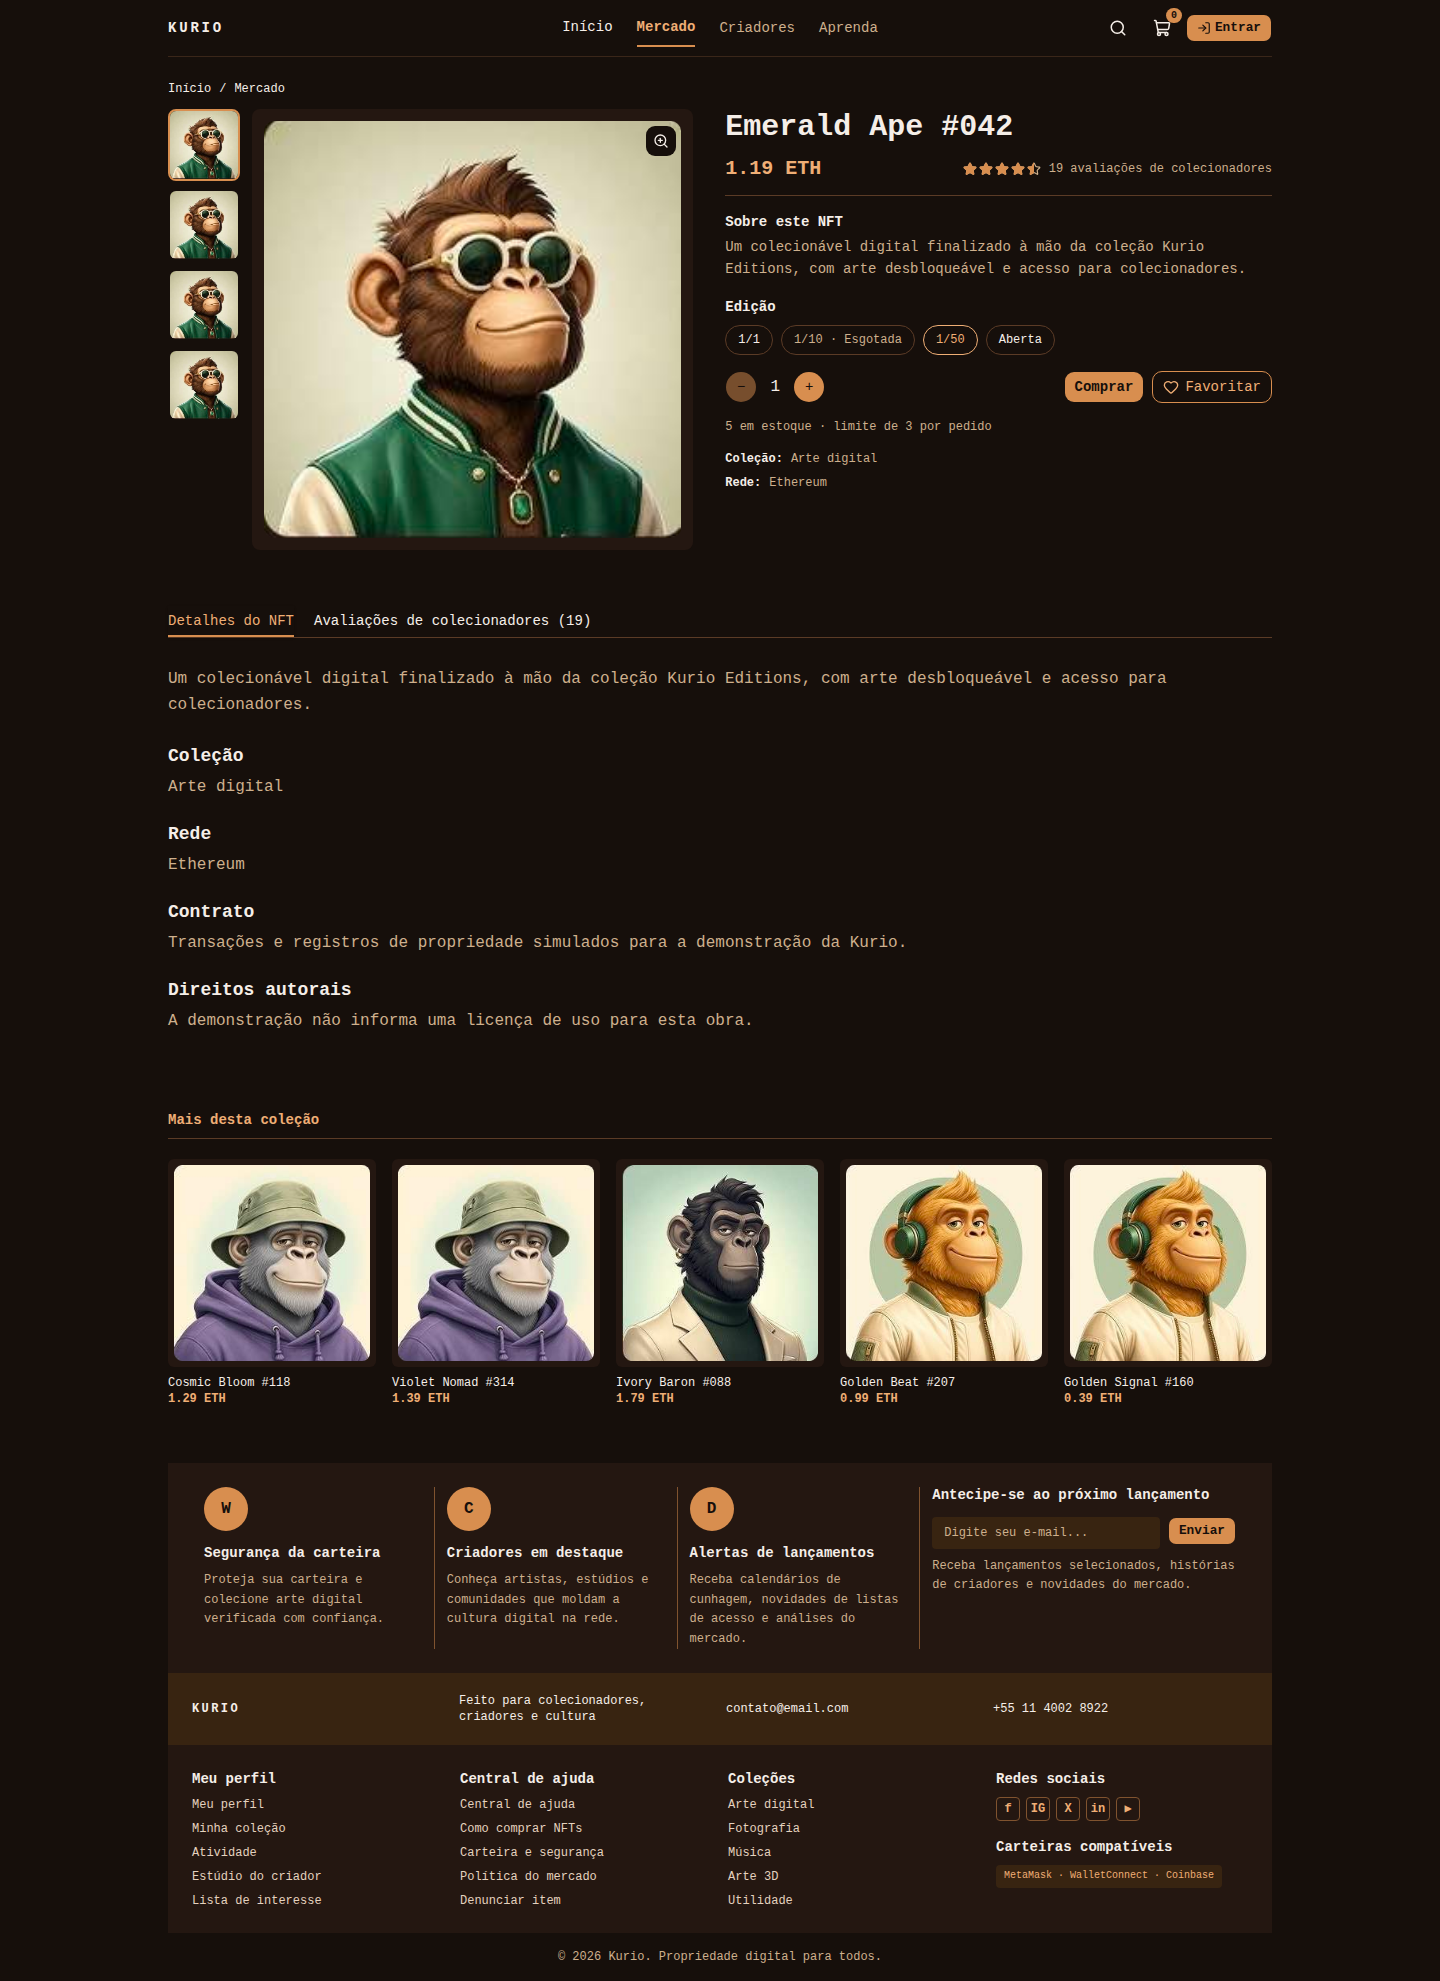 KURIO
Início
Mercado
Criadores
Aprenda
0
Entrar
Início / Mercado
Emerald Ape #042
1.19 ETH
19 avaliações de colecionadores
Sobre este NFT
Um colecionável digital finalizado à mão da coleção Kurio
Editions, com arte desbloqueável e acesso para colecionadores.
Edição
1/1
1/10 · Esgotada
1/50
Aberta
− 1 +
Comprar
Favoritar
5 em estoque · limite de 3 por pedido
Coleção: Arte digital
Rede: Ethereum
Detalhes do NFT
Avaliações de colecionadores (19)
Um colecionável digital finalizado à mão da coleção Kurio Editions, com arte desbloqueável e acesso para
colecionadores.
Coleção
Arte digital
Rede
Ethereum
Contrato
Transações e registros de propriedade simulados para a demonstração da Kurio.
Direitos autorais
A demonstração não informa uma licença de uso para esta obra.
Mais desta coleção
Cosmic Bloom #118
1.29 ETH
Violet Nomad #314
1.39 ETH
Ivory Baron #088
1.79 ETH
Golden Beat #207
0.99 ETH
Golden Signal #160
0.39 ETH
W
Segurança da carteira
Proteja sua carteira e
colecione arte digital
verificada com confiança.
C
Criadores em destaque
Conheça artistas, estúdios e
comunidades que moldam a
cultura digital na rede.
D
Alertas de lançamentos
Receba calendários de
cunhagem, novidades de listas
de acesso e análises do
mercado.
Antecipe-se ao próximo lançamento
Digite seu e-mail...
Enviar
Receba lançamentos selecionados, histórias
de criadores e novidades do mercado.
KURIO
Feito para colecionadores,
criadores e cultura
contato@email.com
+55 11 4002 8922
Meu perfil
Meu perfil
Minha coleção
Atividade
Estúdio do criador
Lista de interesse
Central de ajuda
Central de ajuda
Como comprar NFTs
Carteira e segurança
Política do mercado
Denunciar item
Coleções
Arte digital
Fotografia
Música
Arte 3D
Utilidade
Redes sociais
f IG X in ▶
Carteiras compatíveis
MetaMask · WalletConnect · Coinbase
© 2026 Kurio. Propriedade digital para todos.